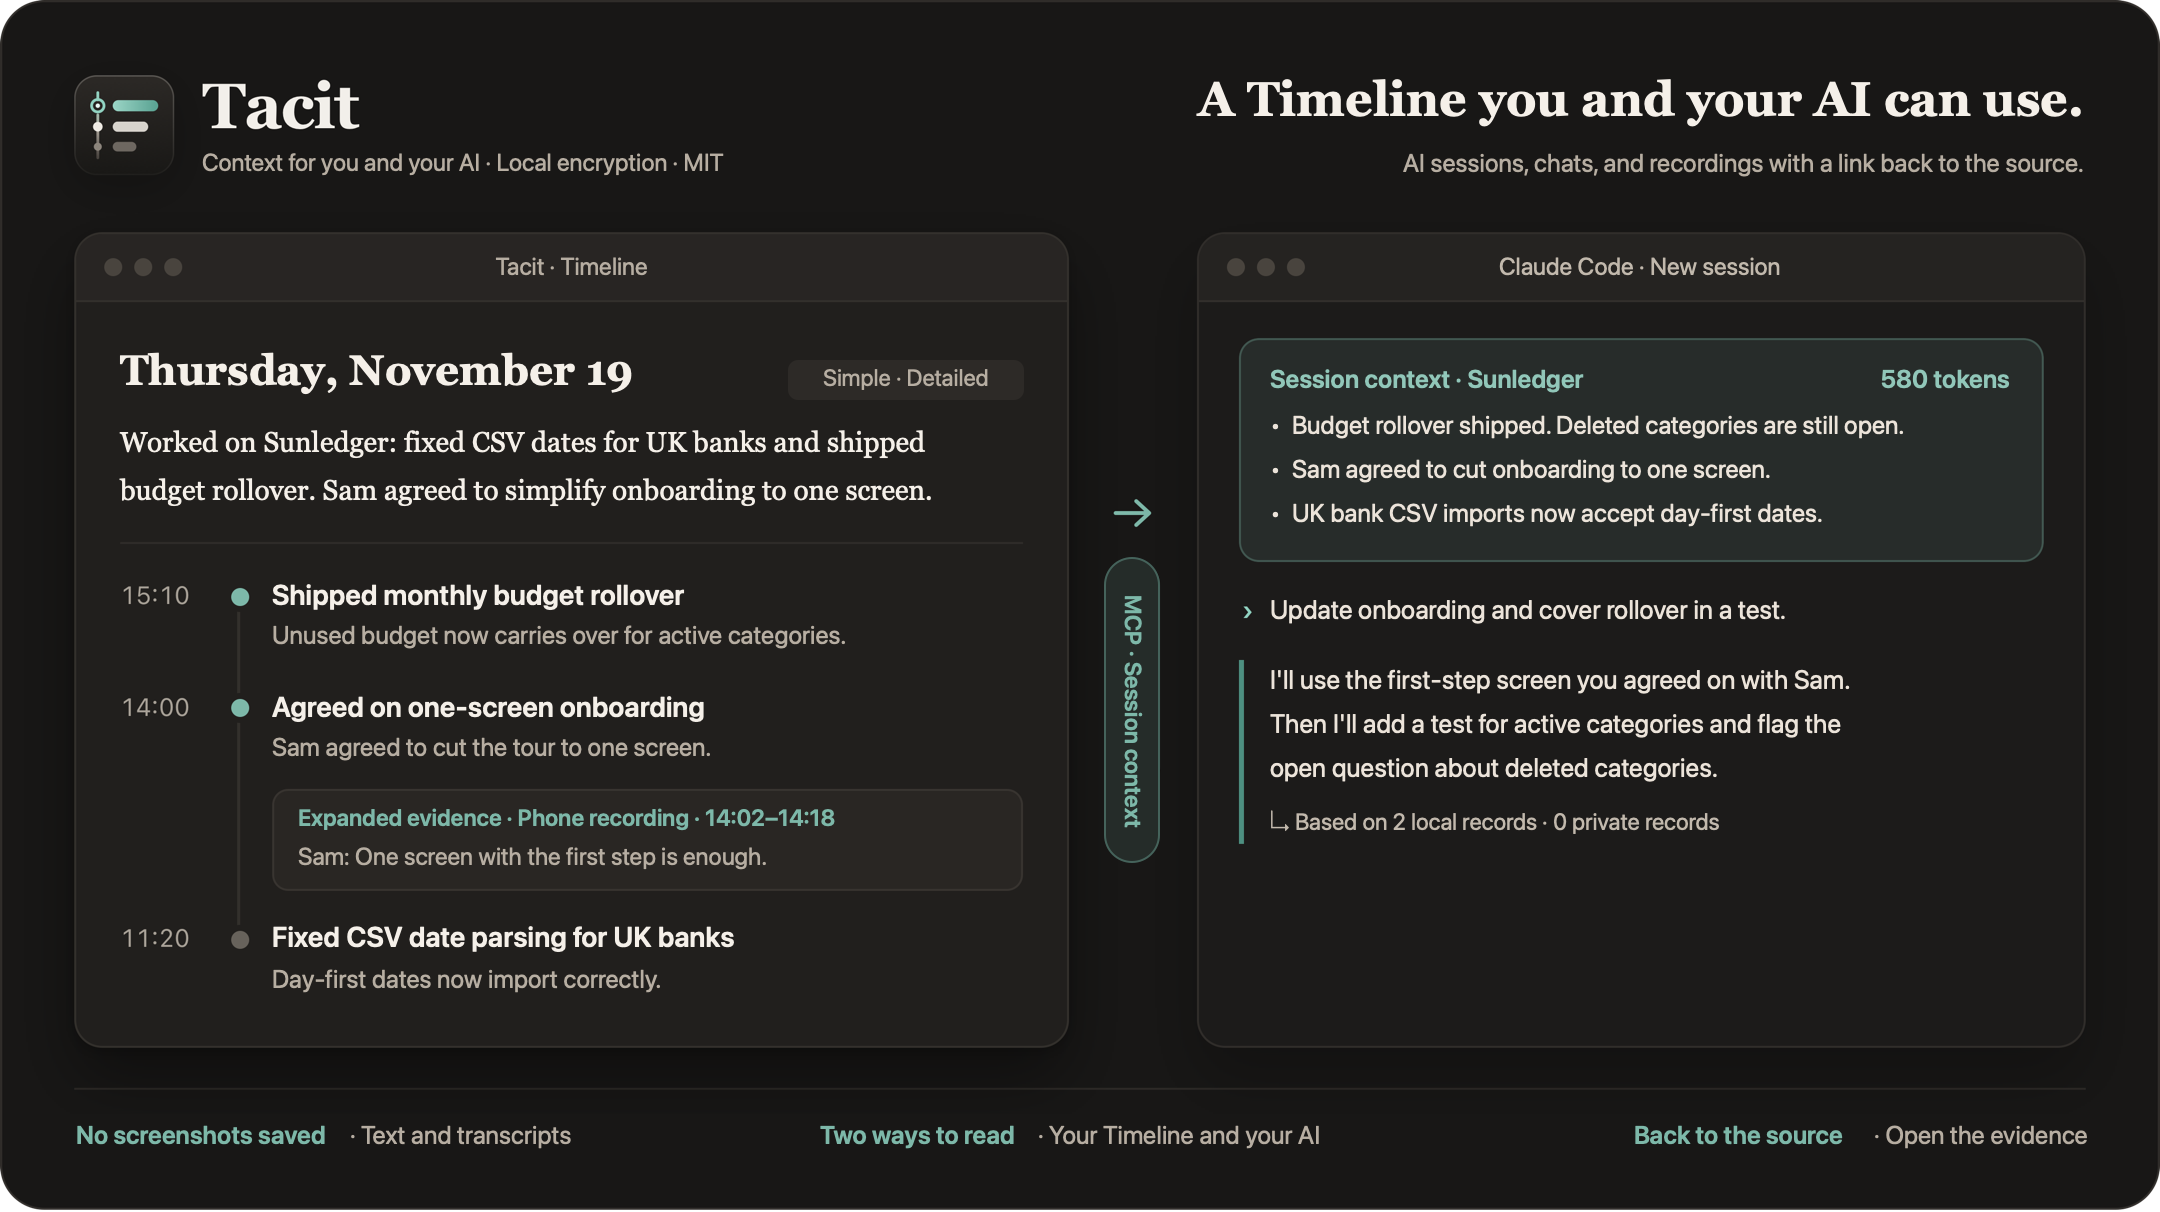 Tacit
Context for you and your AI · Local encryption · MIT
A Timeline you and your AI can use.
AI sessions, chats, and recordings with a link back to the source.
Tacit · Timeline
Thursday, November 19
Simple · Detailed
Worked on Sunledger: fixed CSV dates for UK banks and shipped
budget rollover. Sam agreed to simplify onboarding to one screen.
15:10
Shipped monthly budget rollover
Unused budget now carries over for active categories.
14:00
Agreed on one-screen onboarding
Sam agreed to cut the tour to one screen.
Expanded evidence · Phone recording · 14:02–14:18
Sam: One screen with the first step is enough.
11:20
Fixed CSV date parsing for UK banks
Day-first dates now import correctly.
→
MCP · Session context
Claude Code · New session
Session context · Sunledger
580 tokens
• Budget rollover shipped. Deleted categories are still open.
• Sam agreed to cut onboarding to one screen.
• UK bank CSV imports now accept day-first dates.
› Update onboarding and cover rollover in a test.
I'll use the first-step screen you agreed on with Sam.
Then I'll add a test for active categories and flag the
open question about deleted categories.
Based on 2 local records · 0 private records
No screenshots saved · Text and transcripts
Two ways to read · Your Timeline and your AI
Back to the source · Open the evidence